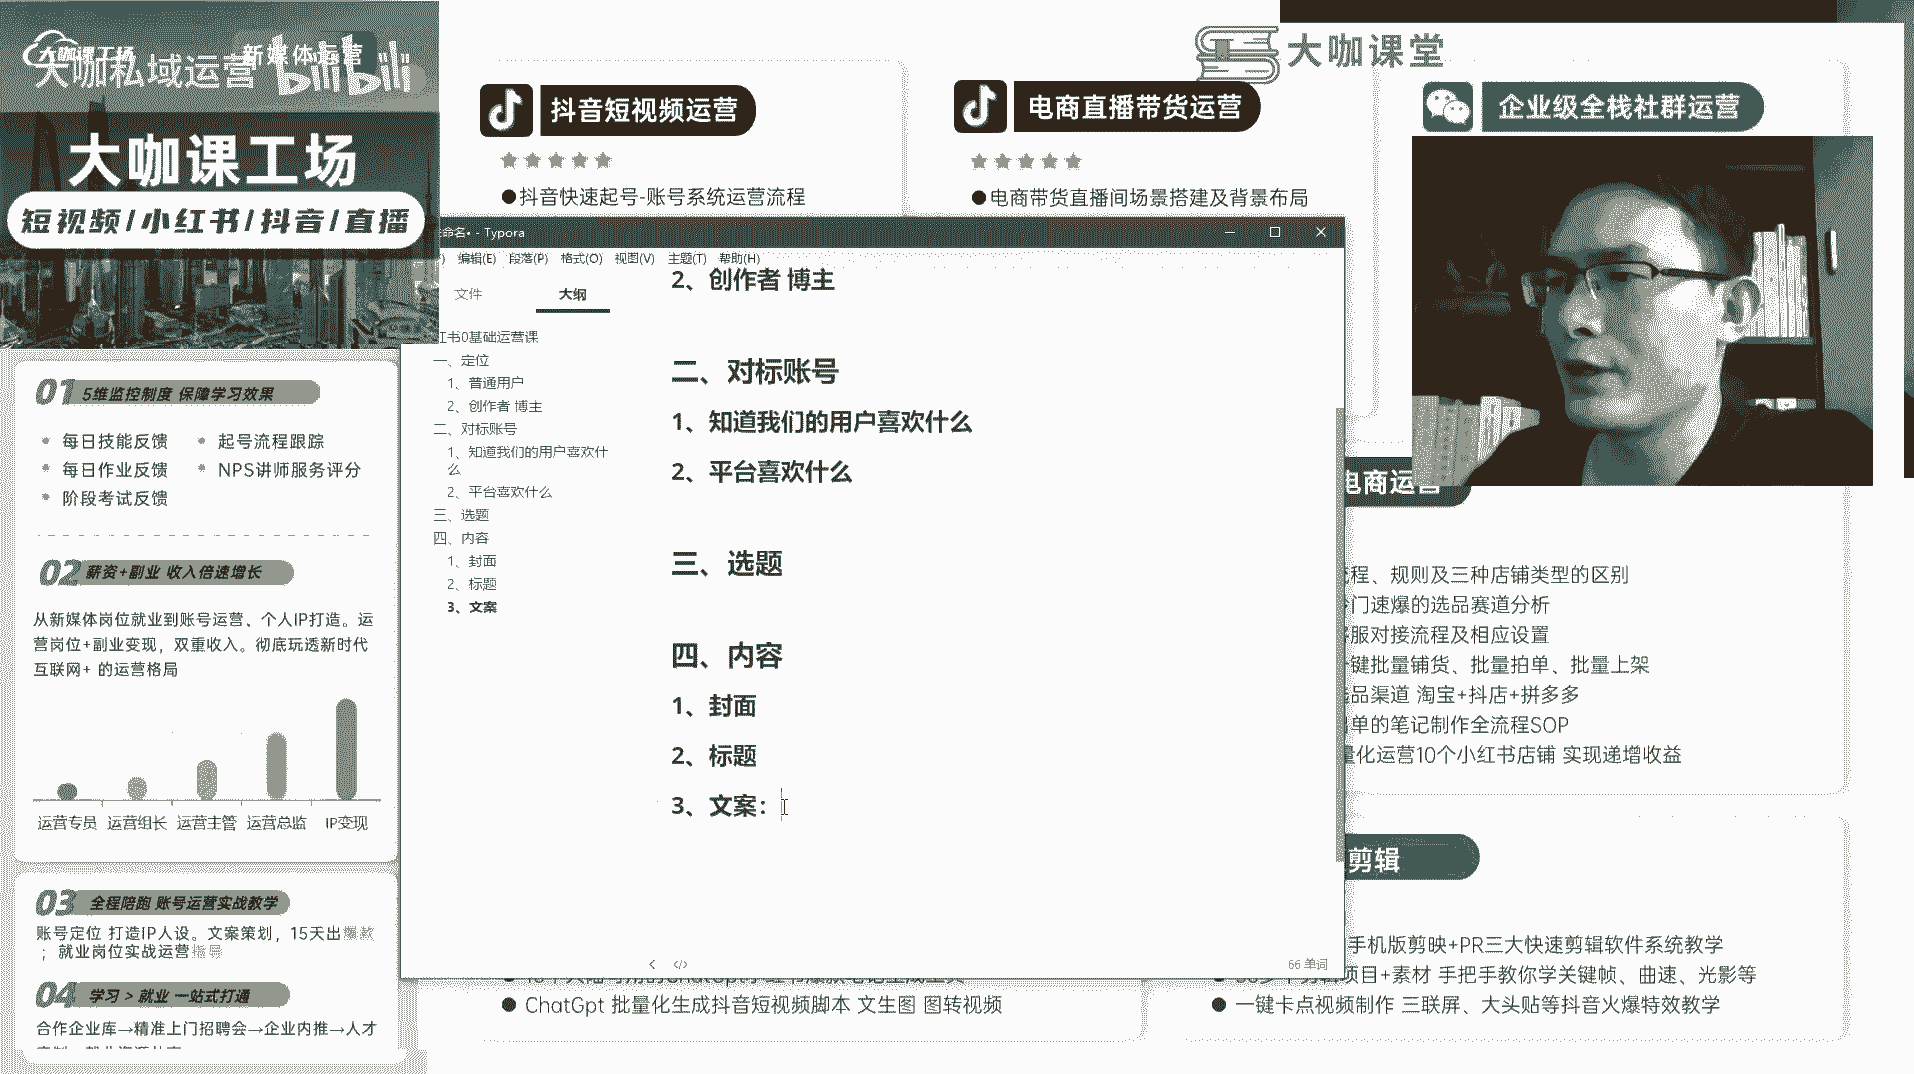 大咖课工场
大咖私域运营
新媒体运营
bilibili
大咖课工场
短视频/小红书/抖音/直播
01 5维监控制度 保障学习效果
每日技能反馈
起号流程跟踪
每日作业反馈
NPS讲师服务评分
阶段考试反馈
02 薪资+副业 收入倍速增长
从新媒体岗位就业到账号运营、个人IP打造。运
营岗位+副业变现，双重收入。彻底玩透新时代
互联网+ 的运营格局
运营专员 运营组长 运营主管 运营总监 IP变现
03 全程陪跑 账号运营实战教学
账号定位 打造IP人设。文案策划，15天出爆款
；就业岗位实战运营指导
04 学习 > 就业 一站式打通
合作企业库→精准上门招聘会→企业内推→人才
抖音短视频运营
●抖音快速起号-账号系统运营流程
电商直播带货运营
●电商带货直播间场景搭建及背景布局
大咖课堂
企业级全栈社群运营
命名• - Typora
编辑(E) 段落(P) 格式(O) 视图(V) 主题(T) 帮助(H)
文件 大纲
红书0基础运营课
一、定位
1、普通用户
2、创作者 博主
二、对标账号
1、知道我们的用户喜欢什
么
2、平台喜欢什么
三、选题
四、内容
1、封面
2、标题
3、文案
2、创作者 博主
二、对标账号
1、知道我们的用户喜欢什么
2、平台喜欢什么
三、选题
四、内容
1、封面
2、标题
3、文案：
66 单词
电商运营
程、规则及三种店铺类型的区别
门速爆的选品赛道分析
服对接流程及相应设置
键批量铺货、批量拍单、批量上架
品渠道 淘宝+抖店+拼多多
单的笔记制作全流程SOP
量化运营10个小红书店铺 实现递增收益
剪辑
手机版剪映+PR三大快速剪辑软件系统教学
项目+素材 手把手教你学关键帧、曲速、光影等
● 一键卡点视频制作 三联屏、大头贴等抖音火爆特效教学
● ChatGpt 批量化生成抖音短视频脚本 文生图 图转视频